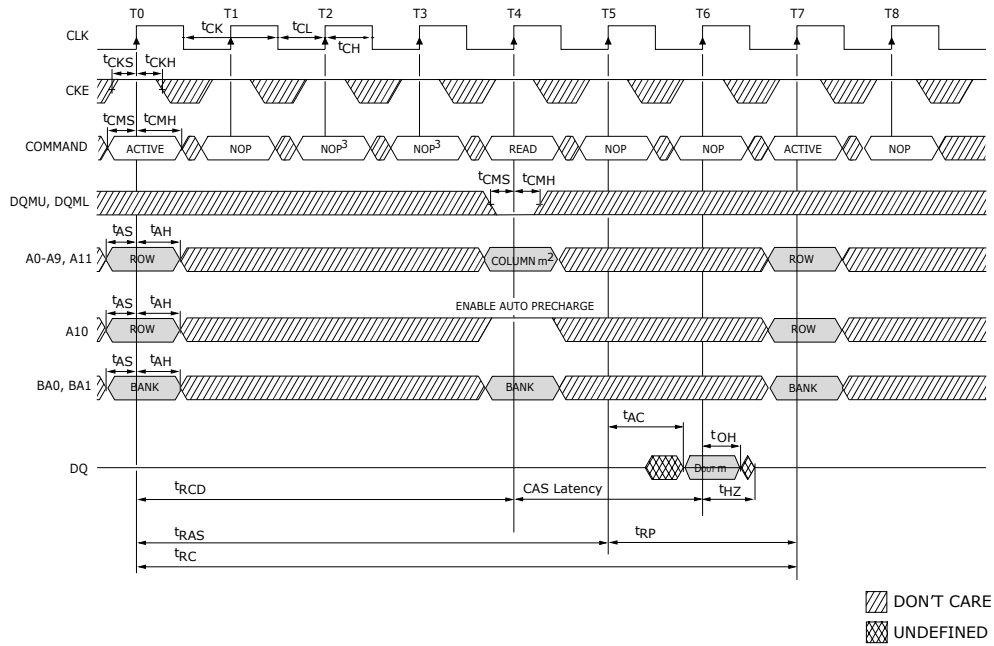 T0 T1 T2 T3 T4 T5 T6 T7 T8
CLK
tCK tCL tCH
tCKS tCKH
CKE
tCMS tCMH
COMMAND ACTIVE NOP NOP3 NOP3 READ NOP NOP ACTIVE NOP
tCMS tCMH
DQMU, DQML
tAS tAH
A0-A9, A11 ROW COLUMN m2 ROW
ENABLE AUTO PRECHARGE
tAS tAH
A10 ROW ROW
tAS tAH
BA0, BA1 BANK BANK BANK
tAC tOH
DQ DOUT m
tRCD CAS Latency tHZ
tRAS tRP
tRC
DON'T CARE
UNDEFINED